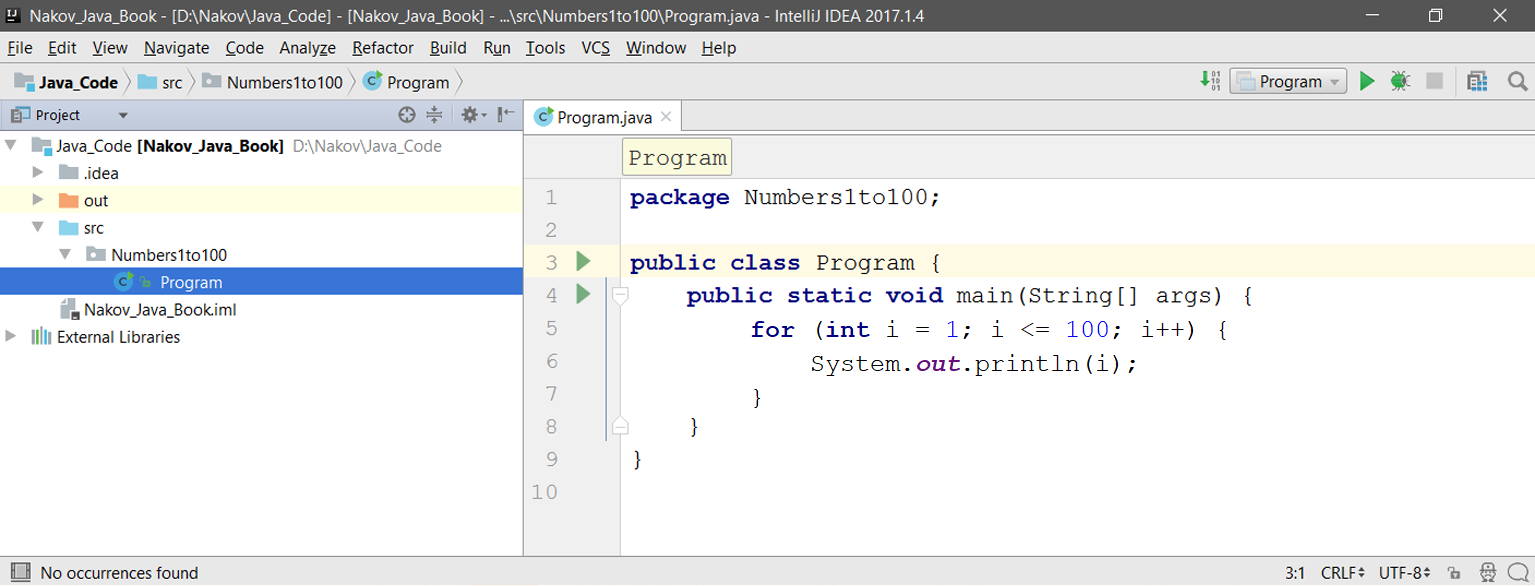 Nakov_Java_Book - [D:\Nakov\Java_Code] - [Nakov_Java_Book] - ...\src\Numbers1to100\Program.java - IntelliJ IDEA 2017.1.4
File Edit View Navigate Code Analyze Refactor Build Run Tools VCS Window Help
Java_Code src Numbers1to100 Program Program
Project
Program.java
Java_Code [Nakov_Java_Book] D:\Nakov\Java_Code
.idea
out
src
Numbers1to100
Program
Nakov_Java_Book.iml
External Libraries
Program
1 package Numbers1to100;
2
3 public class Program {
4 public static void main(String[] args) {
5 for (int i = 1; i <= 100; i++) {
6 System.out.println(i);
7 }
8 }
9 }
10
No occurrences found 3:1 CRLF UTF-8